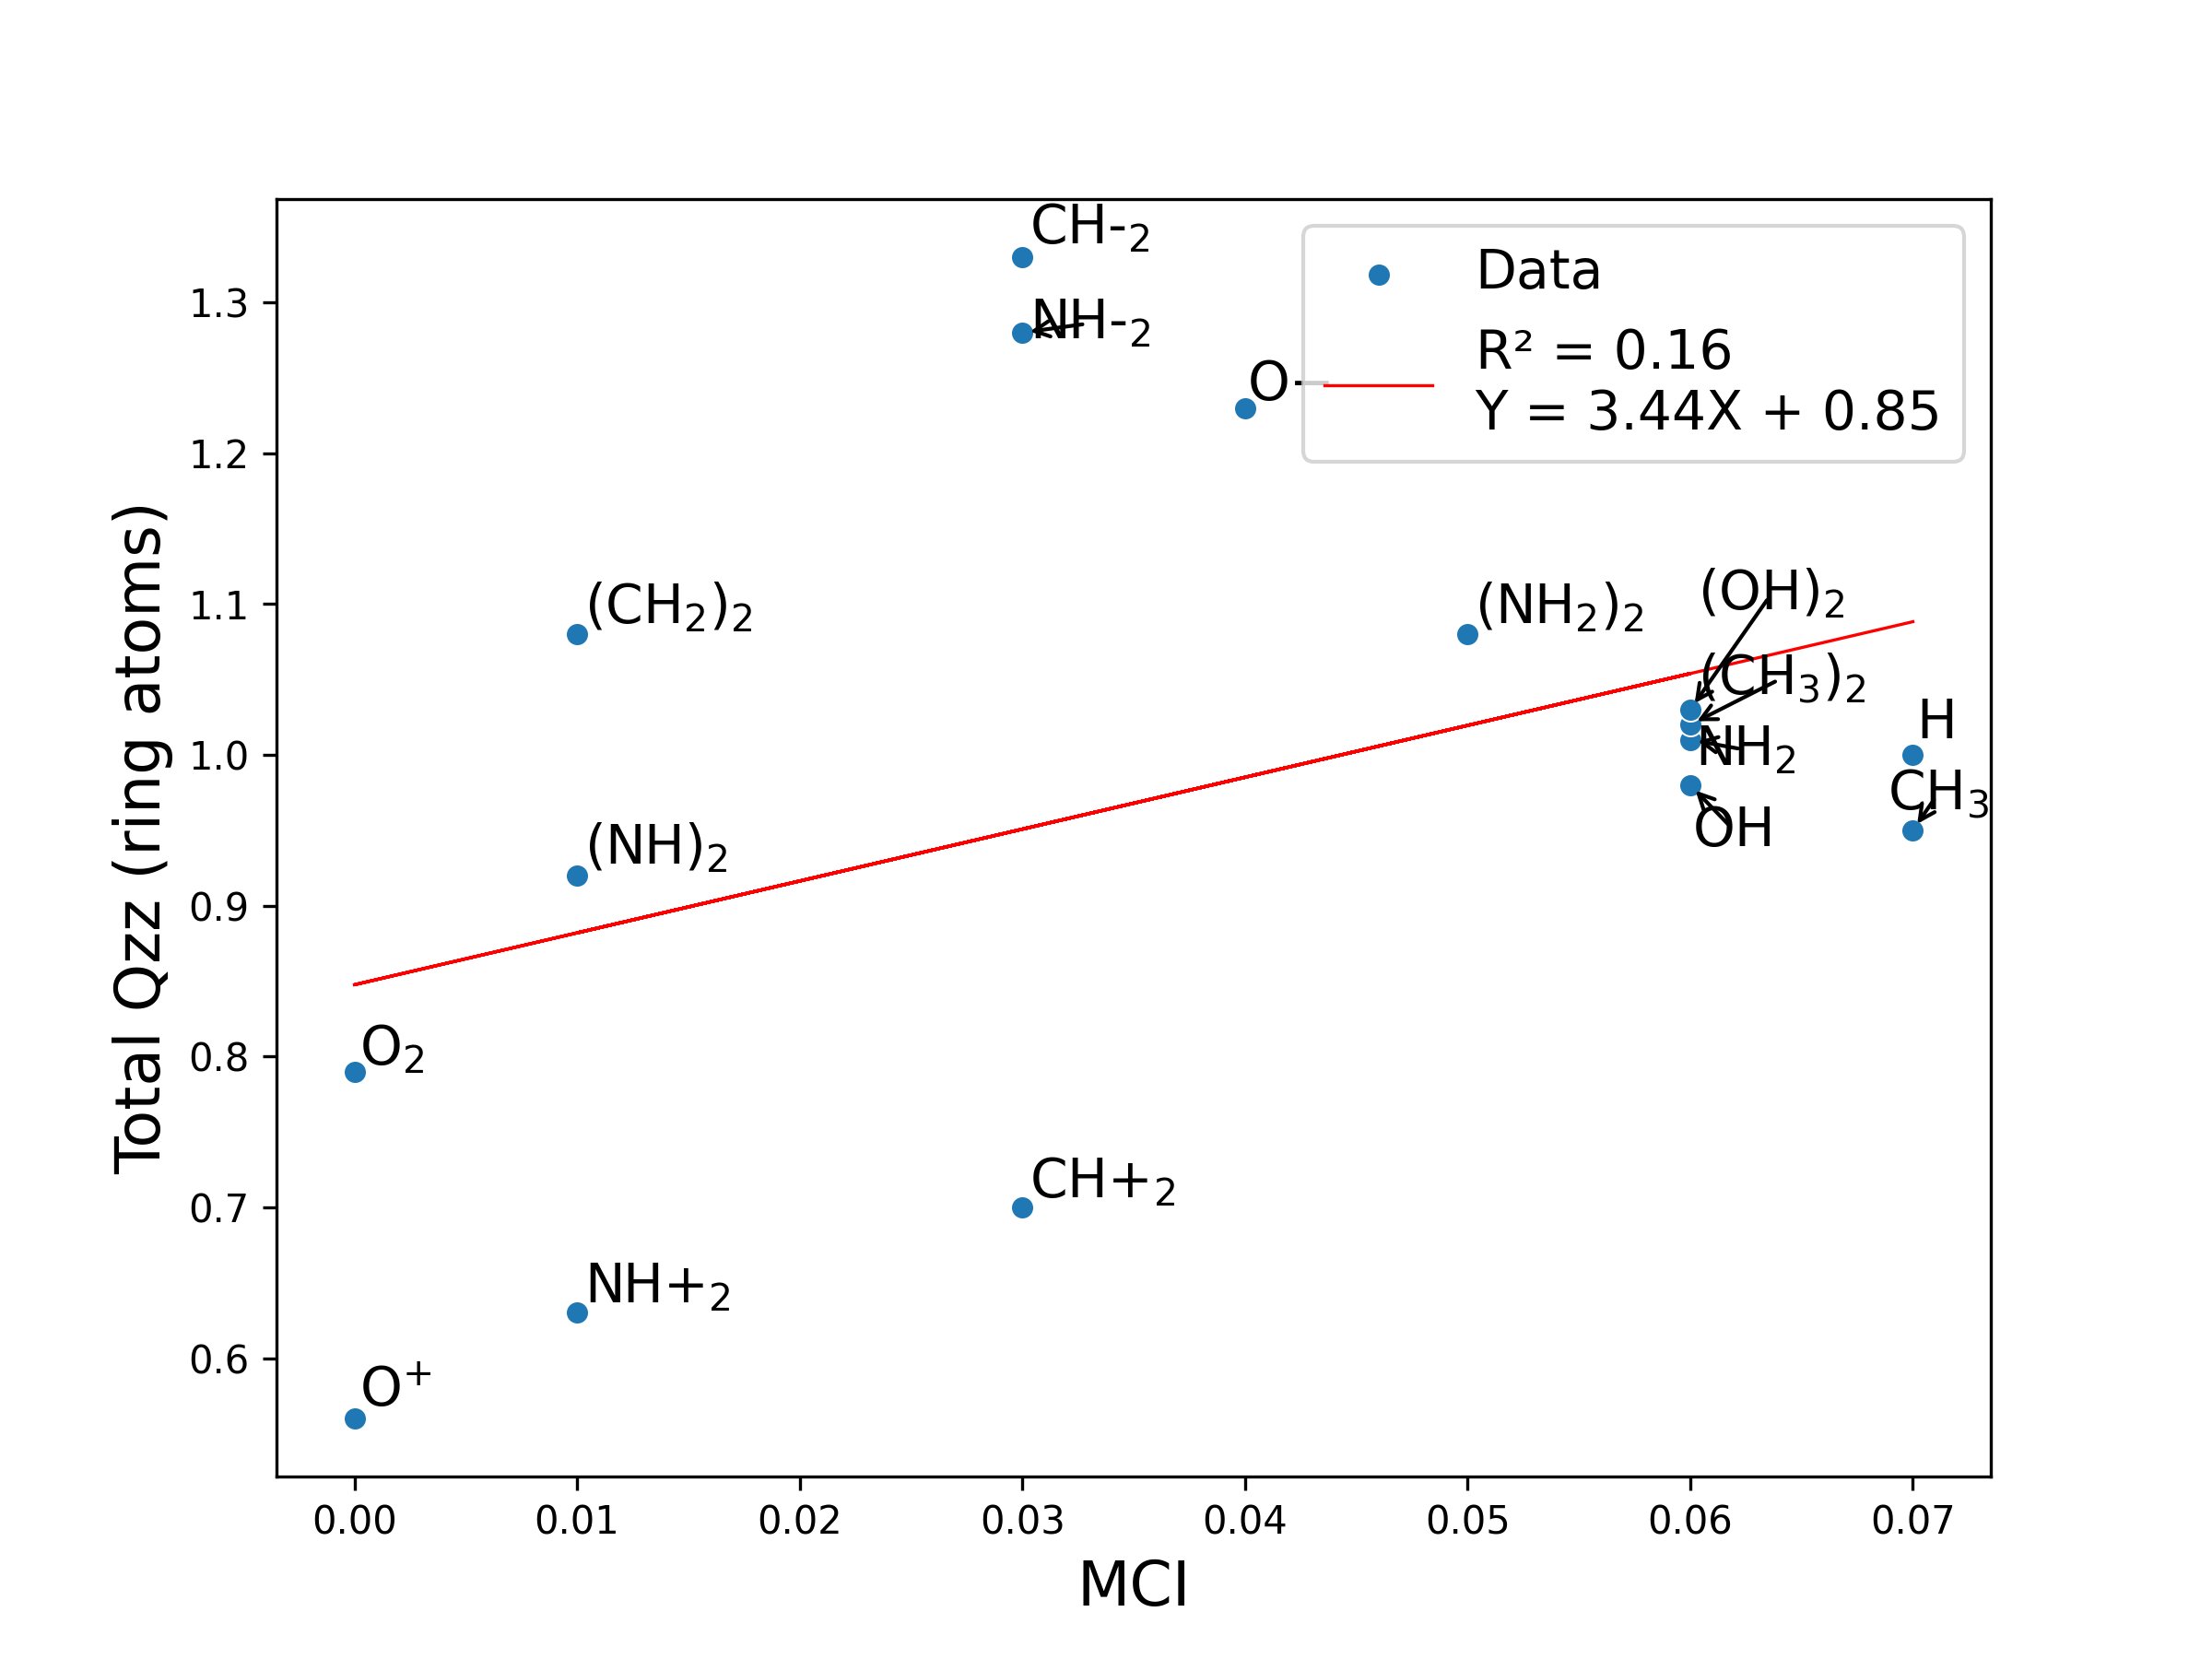 CH-₂
NH-₂
O-
Data
R² = 0.16
Y = 3.44X + 0.85
(CH₂)₂
(NH₂)₂
(OH)₂
(CH₃)₂
NH₂
H
CH₃
OH
(NH)₂
O₂
CH+₂
NH+₂
O⁺
1.3
1.2
1.1
1.0
0.9
0.8
0.7
0.6
Total Qzz (ring atoms)
0.00 0.01 0.02 0.03 0.04 0.05 0.06 0.07
MCI